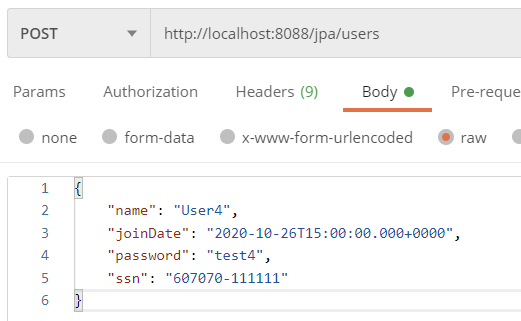 POST http://localhost:8088/jpa/users
Params Authorization Headers (9) Body Pre-reque
none form-data x-www-form-urlencoded raw
1 {
2 "name": "User4",
3 "joinDate": "2020-10-26T15:00:00.000+0000",
4 "password": "test4",
5 "ssn": "607070-111111"
6 }